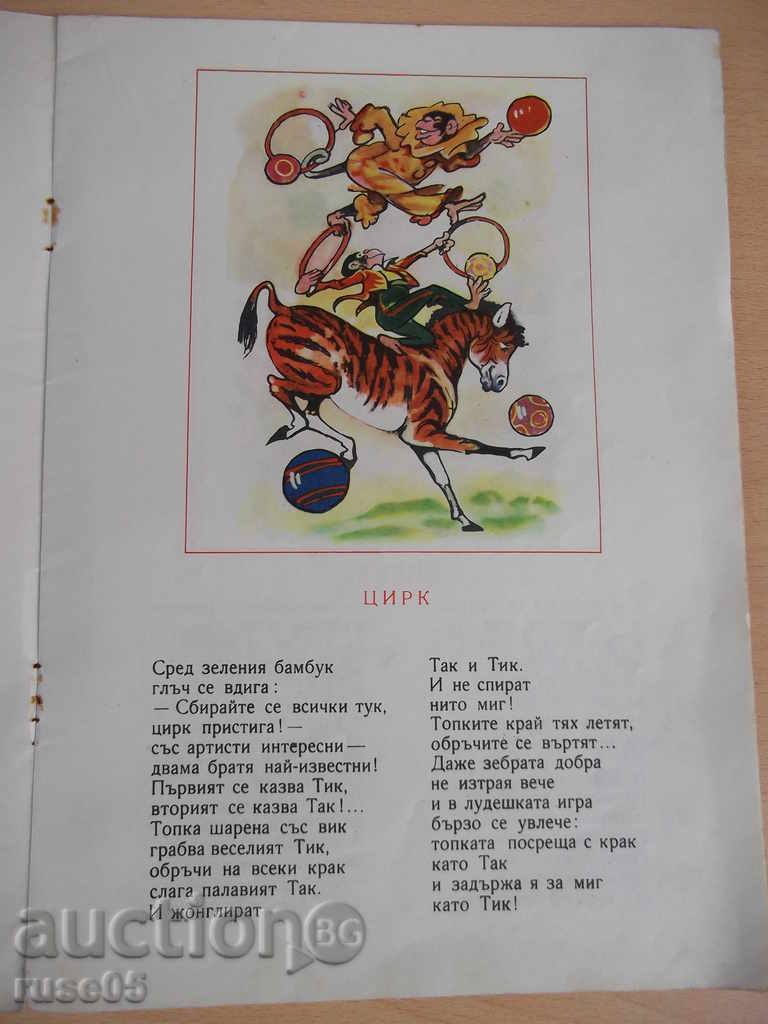 ЦИРК
Сред зеления бамбук
глъч се вдига:
— Сбирайте се всички тук,
цирк пристига! —
със артисти интересни —
двама братя най-известни!
Първият се казва Тик,
вторият се казва Так!...
Топка шарена със вик
грабва веселият Тик,
обръчи на всеки крак
слага палавият Так.
И жонглират
Так и Тик.
И не спират
нито миг!
Топките край тях летят,
обръчите се въртят...
Даже зебрата добра
не изтрая вече
и в лудешката игра
бързо се увлече:
топката посреща с крак
като Так
и задържа я за миг
като Тик!
auction BG
ruse05